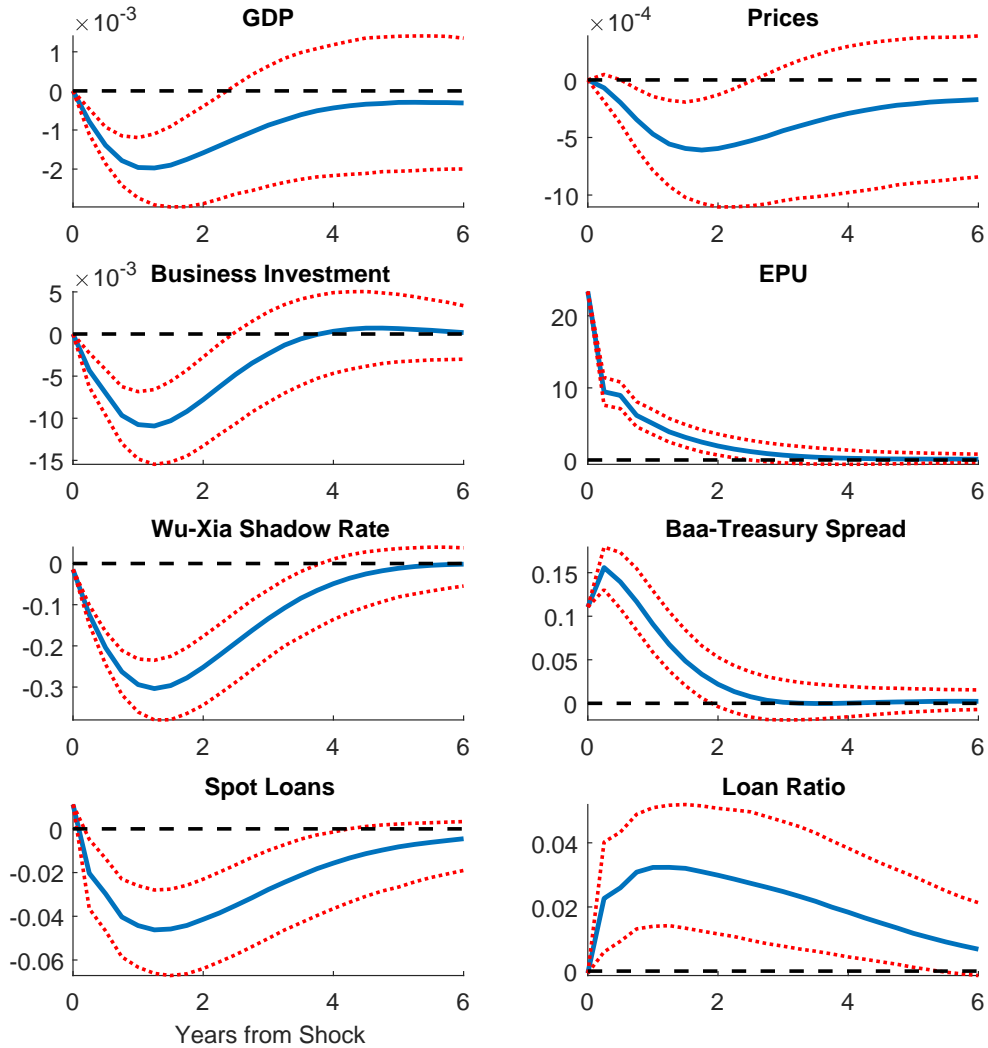 GDP
×10⁻³
1
0
-1
-2
0 2 4 6
Prices
×10⁻⁴
0
-5
-10
0 2 4 6
Business Investment
×10⁻³
5
0
-5
-10
-15
0 2 4 6
EPU
20
10
0
0 2 4 6
Wu-Xia Shadow Rate
0
-0.1
-0.2
-0.3
0 2 4 6
Baa-Treasury Spread
0.15
0.1
0.05
0
0 2 4 6
Spot Loans
0
-0.02
-0.04
-0.06
0 2 4 6
Years from Shock
Loan Ratio
0.04
0.02
0
0 2 4 6